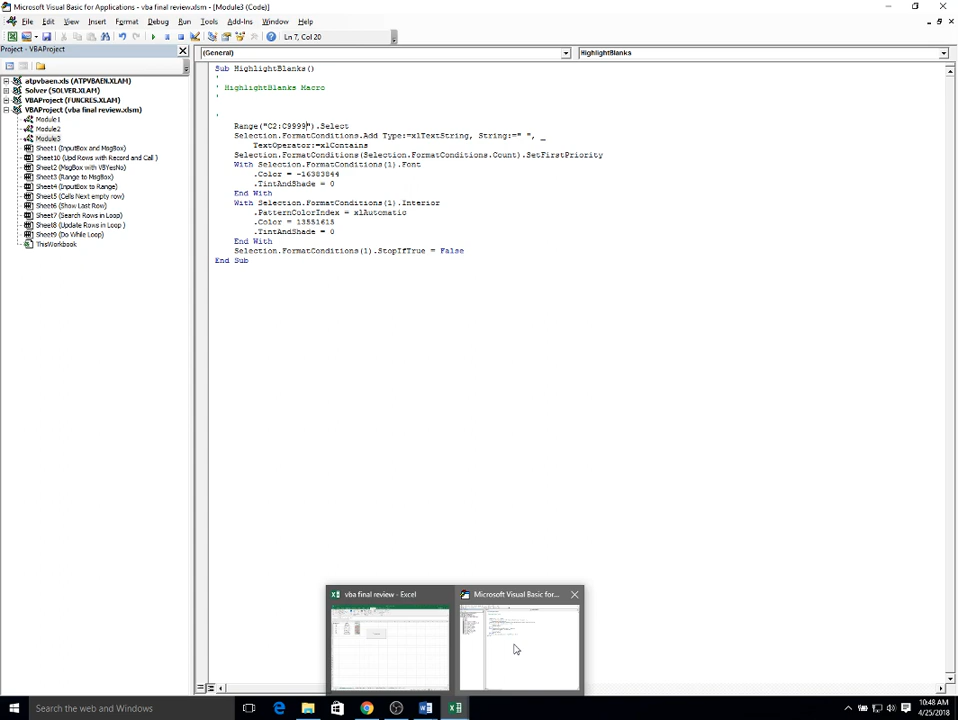 Microsoft Visual Basic for Applications - vba final review.xlsm - [Module3 (Code)]
File Edit View Insert Format Debug Run Tools Add-Ins Window Help
Ln 7, Col 20
Project - VBAProject
(General)
HighlightBlanks
atpvbaen.xls (ATPVBAEN.XLAM)
Solver (SOLVER.XLAM)
VBAProject (FUNCRES.XLAM)
VBAProject (vba final review.xlsm)
Module1
Module2
Module3
Sheet1 (InputBox and MsgBox)
Sheet10 (Upd Rows with Record and Call )
Sheet2 (MsgBox with VBYesNo)
Sheet3 (Range to MsgBox)
Sheet4 (InputBox to Range)
Sheet5 (Cells Next empty row)
Sheet6 (Show Last Row)
Sheet7 (Search Rows in Loop)
Sheet8 (Update Rows in Loop )
Sheet9 (Do While Loop)
ThisWorkbook
Sub HighlightBlanks()
'
' HighlightBlanks Macro
'
'
Range("C2:C9999").Select
Selection.FormatConditions.Add Type:=xlTextString, String:=" ", _
TextOperator:=xlContains
Selection.FormatConditions(Selection.FormatConditions.Count).SetFirstPriority
With Selection.FormatConditions(1).Font
.Color = -16383844
.TintAndShade = 0
End With
With Selection.FormatConditions(1).Interior
.PatternColorIndex = xlAutomatic
.Color = 13551615
.TintAndShade = 0
End With
Selection.FormatConditions(1).StopIfTrue = False
End Sub
vba final review - Excel
Microsoft Visual Basic for...
Search the web and Windows
10:48 AM
4/25/2018